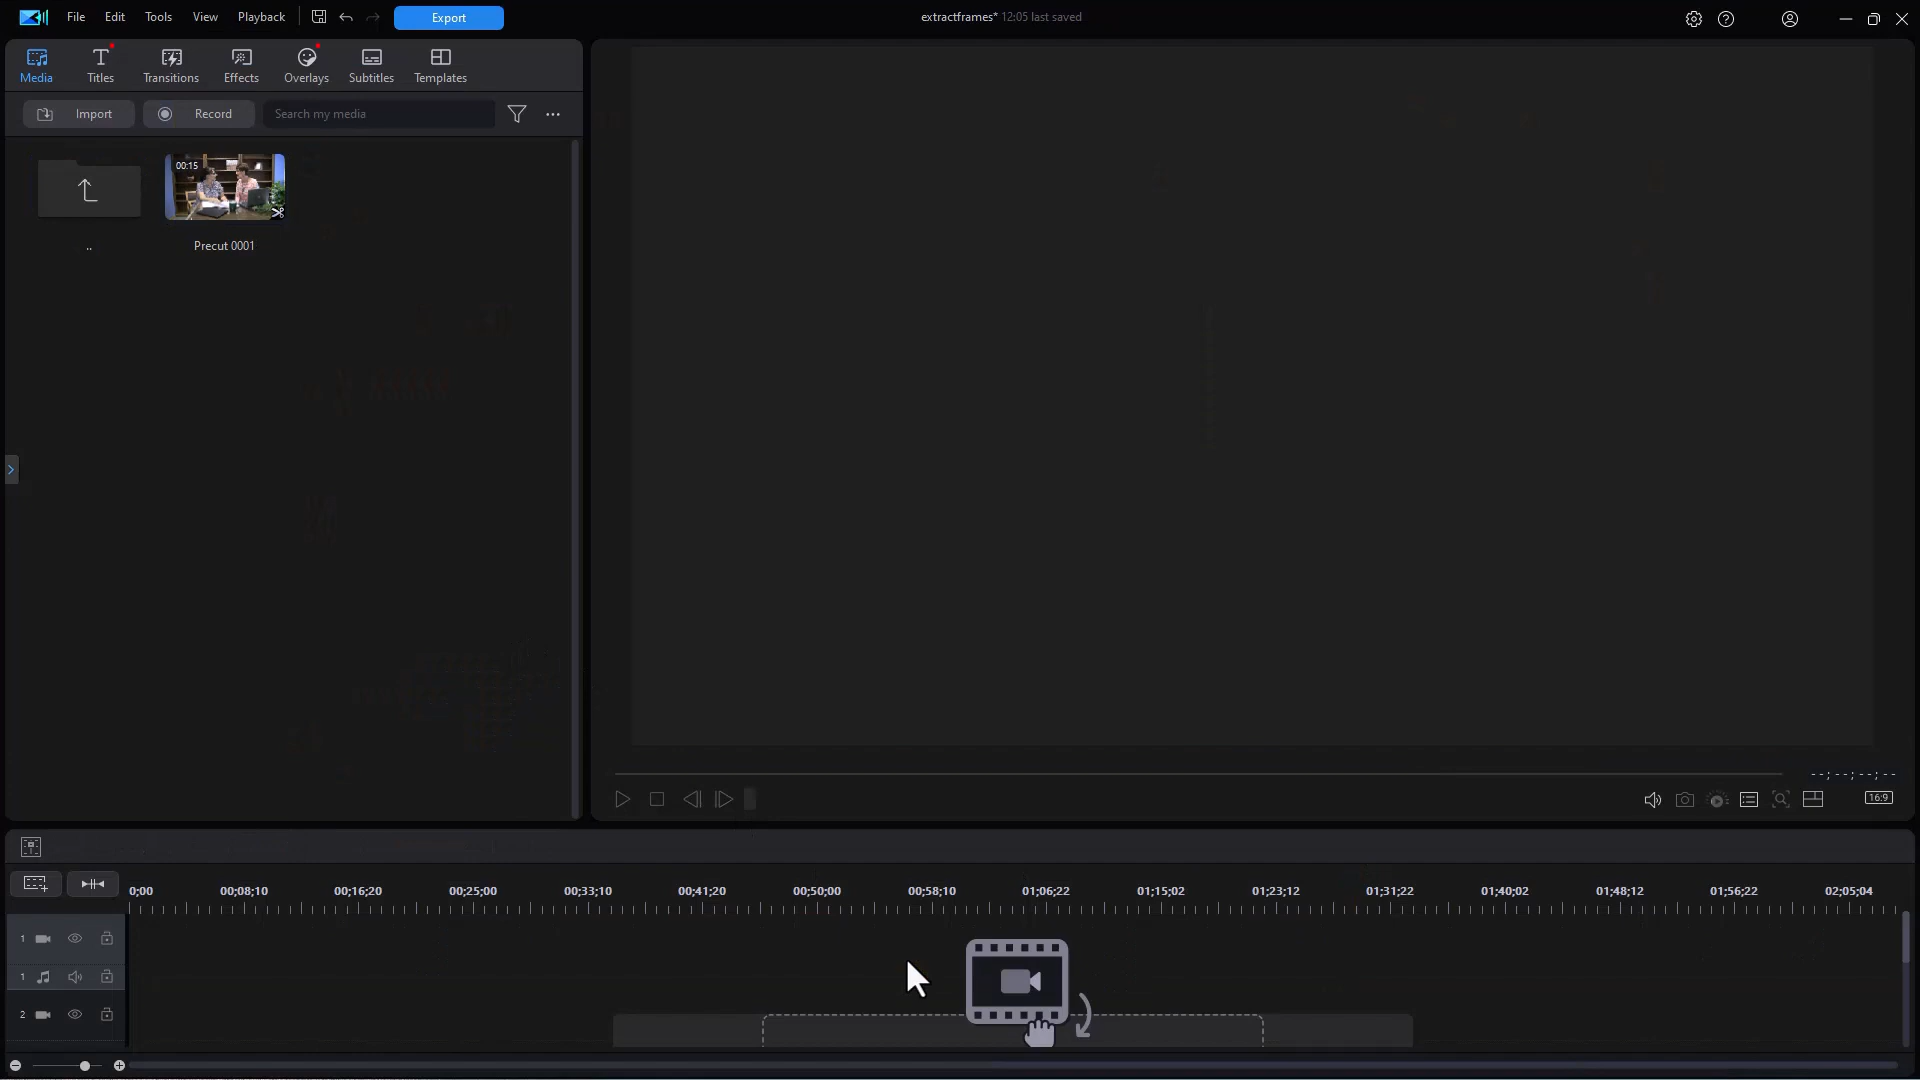 File Edit Tools View Playback Export extractframes* 12:05 last saved
Media Titles Transitions Effects Overlays Subtitles Templates
Import Record Search my media ...
00:15
.. Precut 0001
--;--;--;--
16:9
0;00 00;08;10 00;16;20 00;25;00 00;33;10 00;41;20 00;50;00 00;58;10 01;06;22 01;15;02 01;23;12 01;31;22 01;40;02 01;48;12 01;56;22 02;05;04
1
1
2